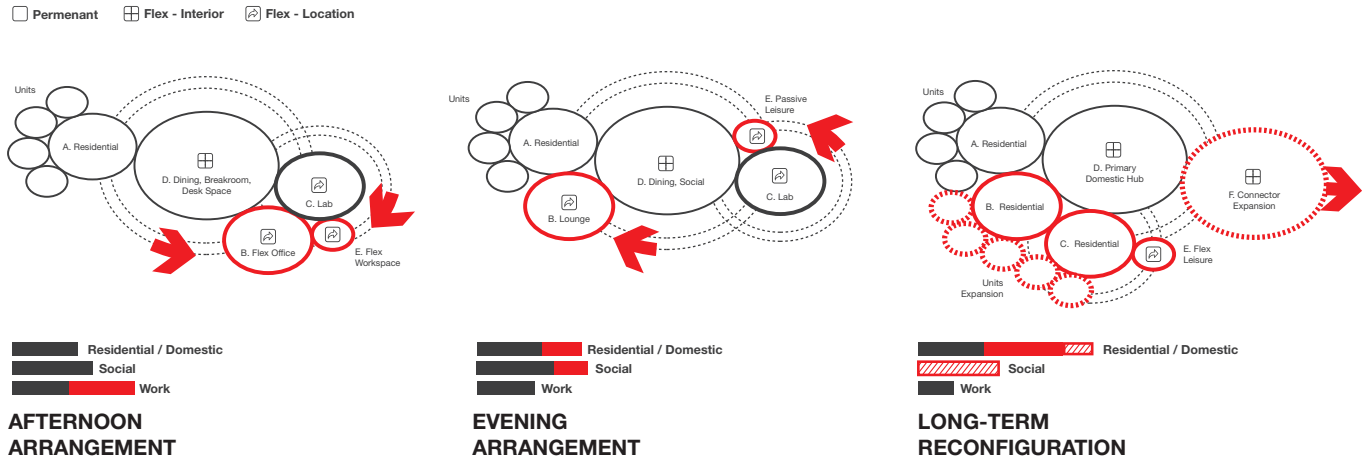 Permenant
Flex - Interior
Flex - Location
Units
A. Residential
D. Dining, Breakroom,
Desk Space
C. Lab
B. Flex Office
E. Flex
Workspace
Residential / Domestic
Social
Work
AFTERNOON
ARRANGEMENT
Units
E. Passive
Leisure
A. Residential
D. Dining, Social
C. Lab
B. Lounge
Residential / Domestic
Social
Work
EVENING
ARRANGEMENT
Units
A. Residential
D. Primary
Domestic Hub
F. Connector
Expansion
B. Residential
C. Residential
E. Flex
Leisure
Units
Expansion
Residential / Domestic
Social
Work
LONG-TERM
RECONFIGURATION